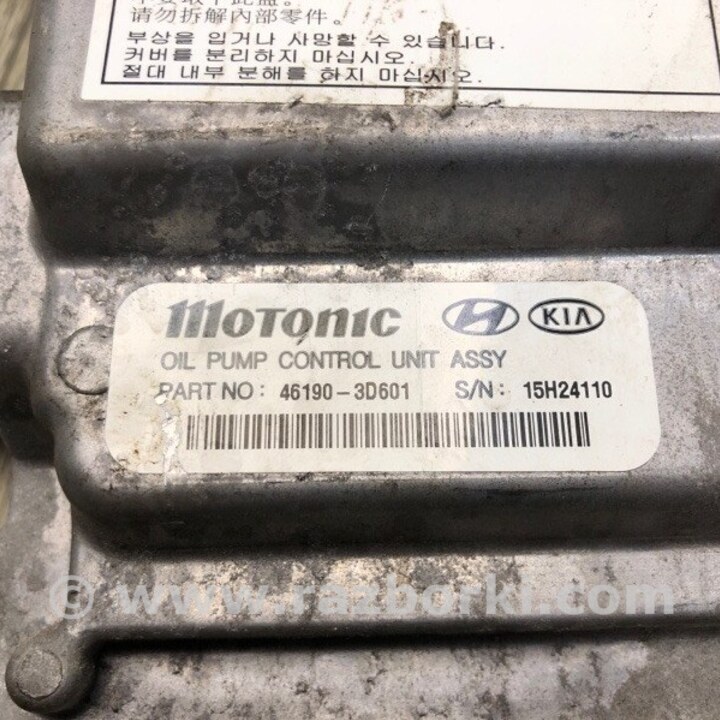 请勿拆解內部零件。
부상을 입거나 사망할 수 있습니다.
커버를 분리하지 마십시오.
절대 내부 분해를 하지 마십시오.
MOTONIC
KIA
OIL PUMP CONTROL UNIT ASSY
PART NO : 46190-3D601 S/N : 15H24110
© www.razborki.com